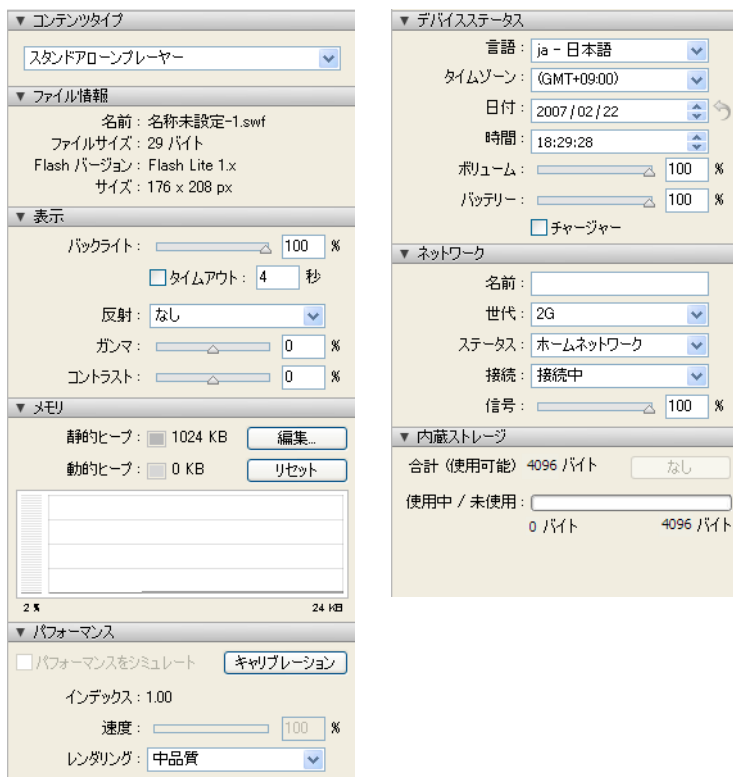 ▼ コンテンツタイプ
スタンドアローンプレーヤー
▼ ファイル情報
名前 : 名称未設定-1.swf
ファイルサイズ : 29 バイト
Flash バージョン : Flash Lite 1.x
サイズ : 176 x 208 px
▼ 表示
バックライト : 100 %
タイムアウト : 4 秒
反射 : なし
ガンマ : 0 %
コントラスト : 0 %
▼ メモリ
静的ヒープ : 1024 KB 編集...
動的ヒープ : 0 KB リセット
2 % 24 KB
▼ パフォーマンス
パフォーマンスをシミュレート キャリブレーション
インデックス : 1.00
速度 : 100 %
レンダリング : 中品質
▼ デバイスステータス
言語 : ja - 日本語
タイムゾーン : (GMT+09:00)
日付 : 2007/02/22
時間 : 18:29:28
ボリューム : 100 %
バッテリー : 100 %
チャージャー
▼ ネットワーク
名前 :
世代 : 2G
ステータス : ホームネットワーク
接続 : 接続中
信号 : 100 %
▼ 内蔵ストレージ
合計 (使用可能) 4096 バイト なし
使用中 / 未使用 :
0 バイト 4096 バイト